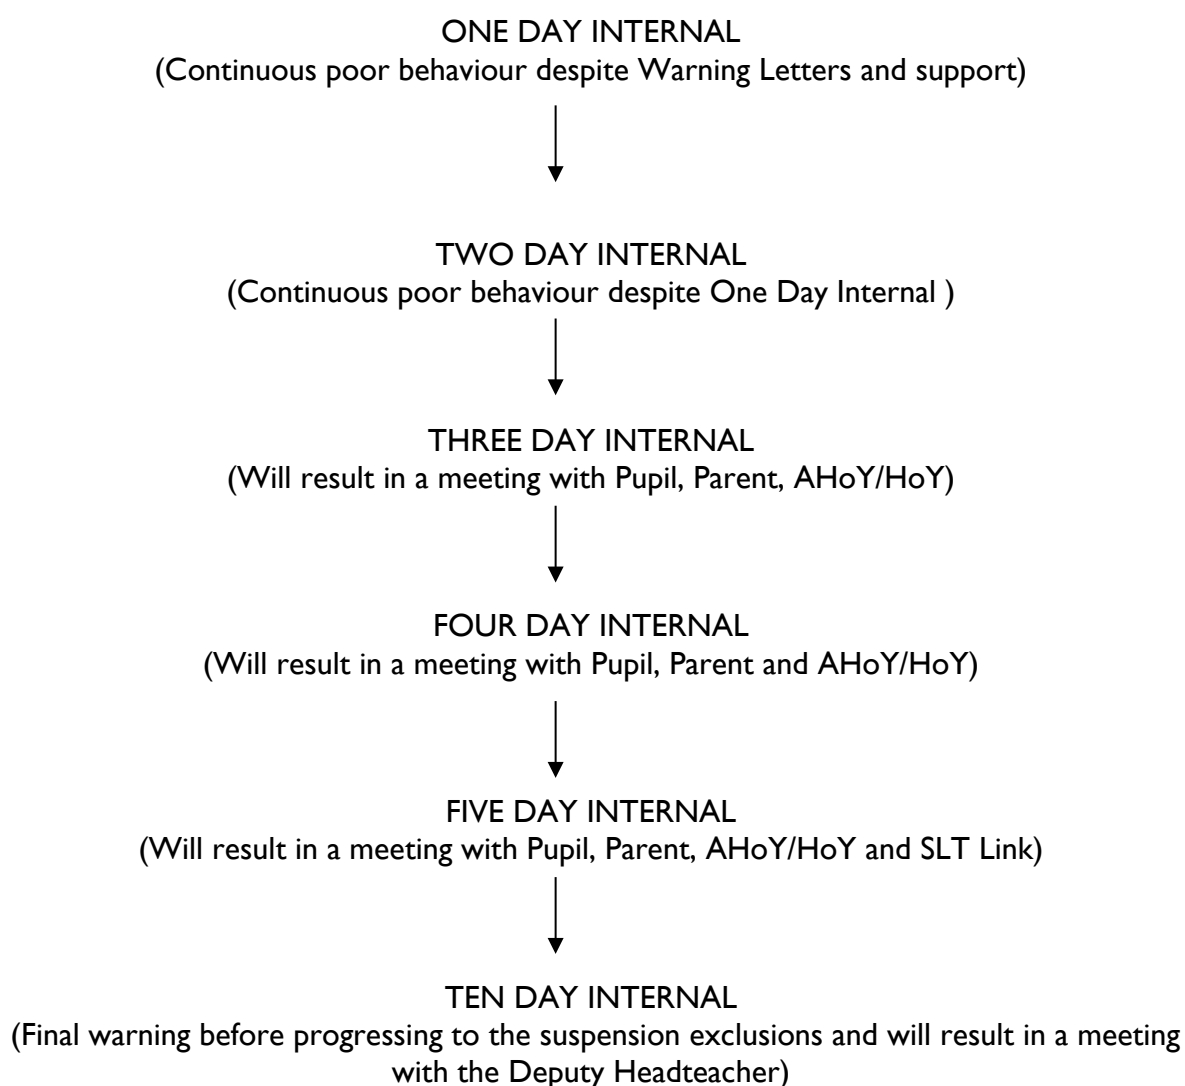 ONE DAY INTERNAL
(Continuous poor behaviour despite Warning Letters and support)
TWO DAY INTERNAL
(Continuous poor behaviour despite One Day Internal )
THREE DAY INTERNAL
(Will result in a meeting with Pupil, Parent, AHoY/HoY)
FOUR DAY INTERNAL
(Will result in a meeting with Pupil, Parent and AHoY/HoY)
FIVE DAY INTERNAL
(Will result in a meeting with Pupil, Parent, AHoY/HoY and SLT Link)
TEN DAY INTERNAL
(Final warning before progressing to the suspension exclusions and will result in a meeting
with the Deputy Headteacher)